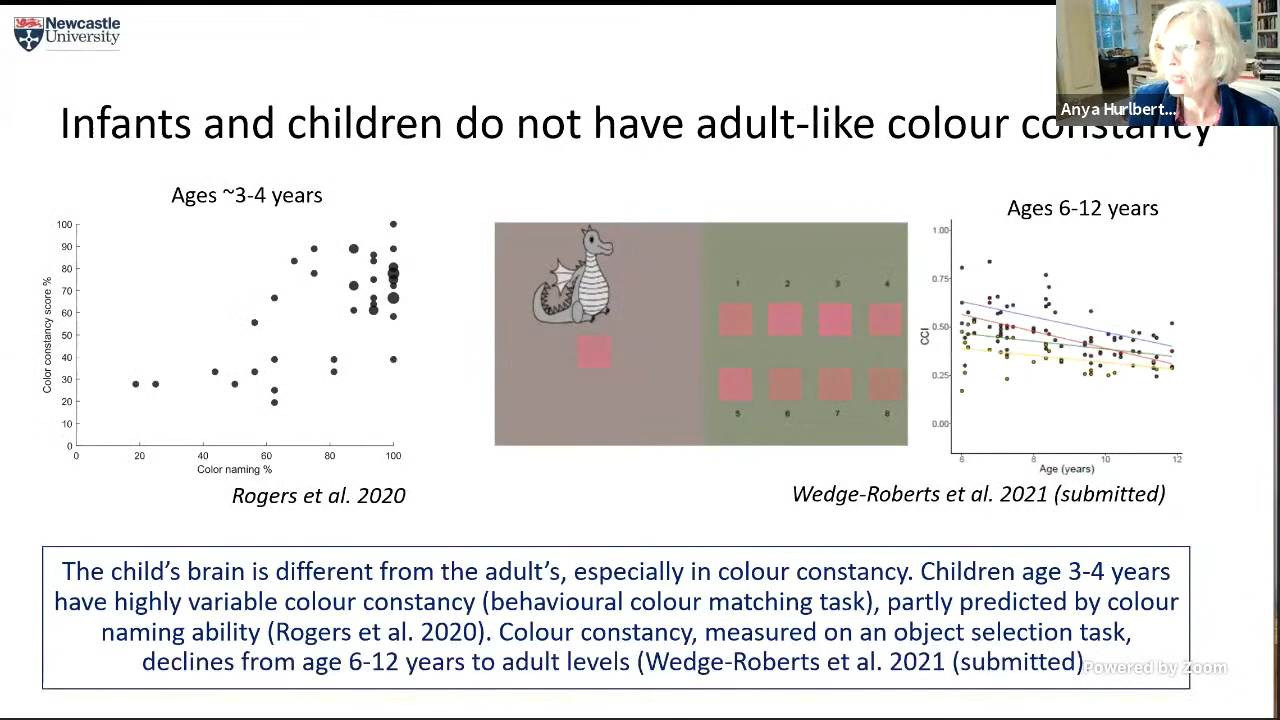 Newcastle
University
Anya Hurlbert...
Infants and children do not have adult-like colour constancy
Ages ~3-4 years
Color constancy score %
100
90
80
70
60
50
40
30
20
10
0
0 20 40 60 80 100
Color naming %
Rogers et al. 2020
1 2 3 4
5 6 7 8
Ages 6-12 years
CCI
1.00
0.75
0.50
0.25
0.00
6 8 10 12
Age (years)
Wedge-Roberts et al. 2021 (submitted)
The child's brain is different from the adult's, especially in colour constancy. Children age 3-4 years
have highly variable colour constancy (behavioural colour matching task), partly predicted by colour
naming ability (Rogers et al. 2020). Colour constancy, measured on an object selection task,
declines from age 6-12 years to adult levels (Wedge-Roberts et al. 2021 (submitted)
Powered by Zoom